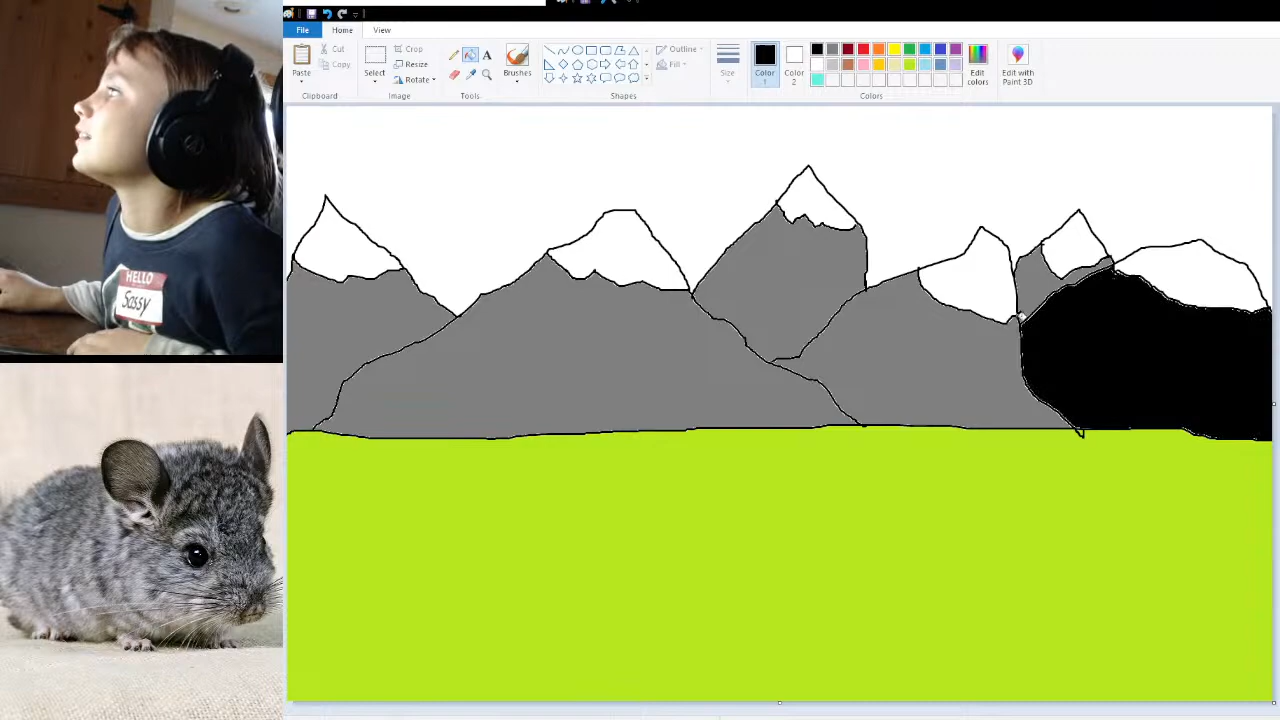 File Home View
Paste
Cut
Copy
Clipboard
Select
Crop
Resize
Rotate
Image
A
Tools
Brushes
Outline
Fill
Shapes
Size
Color
1
Color
2
Edit
colors
Colors
Edit with
Paint 3D
HELLO
Sassy